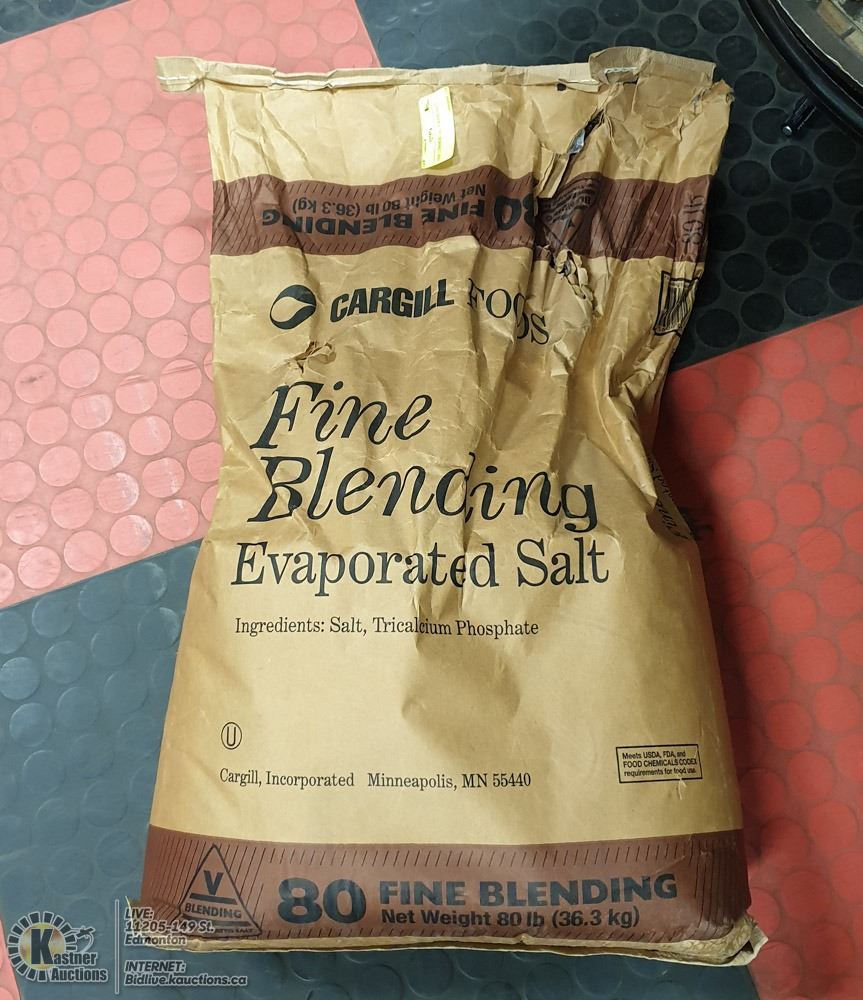 80 FINE BLENDING
Net Weight 80 lb (36.3 kg)
80 lb
CARGILL FOODS
Fine
Blending
Evaporated Salt
Ingredients: Salt, Tricalcium Phosphate
U
Meets USDA, FDA, and
FOOD CHEMICALS CODEX
requirements for food use.
Cargill, Incorporated Minneapolis, MN 55440
V
BLENDING
80 FINE BLENDING
Net Weight 80 lb (36.3 kg)
Kastner
Auctions
LIVE:
11205-149 St.
Edmonton
INTERNET:
Bidlive.kauctions.ca